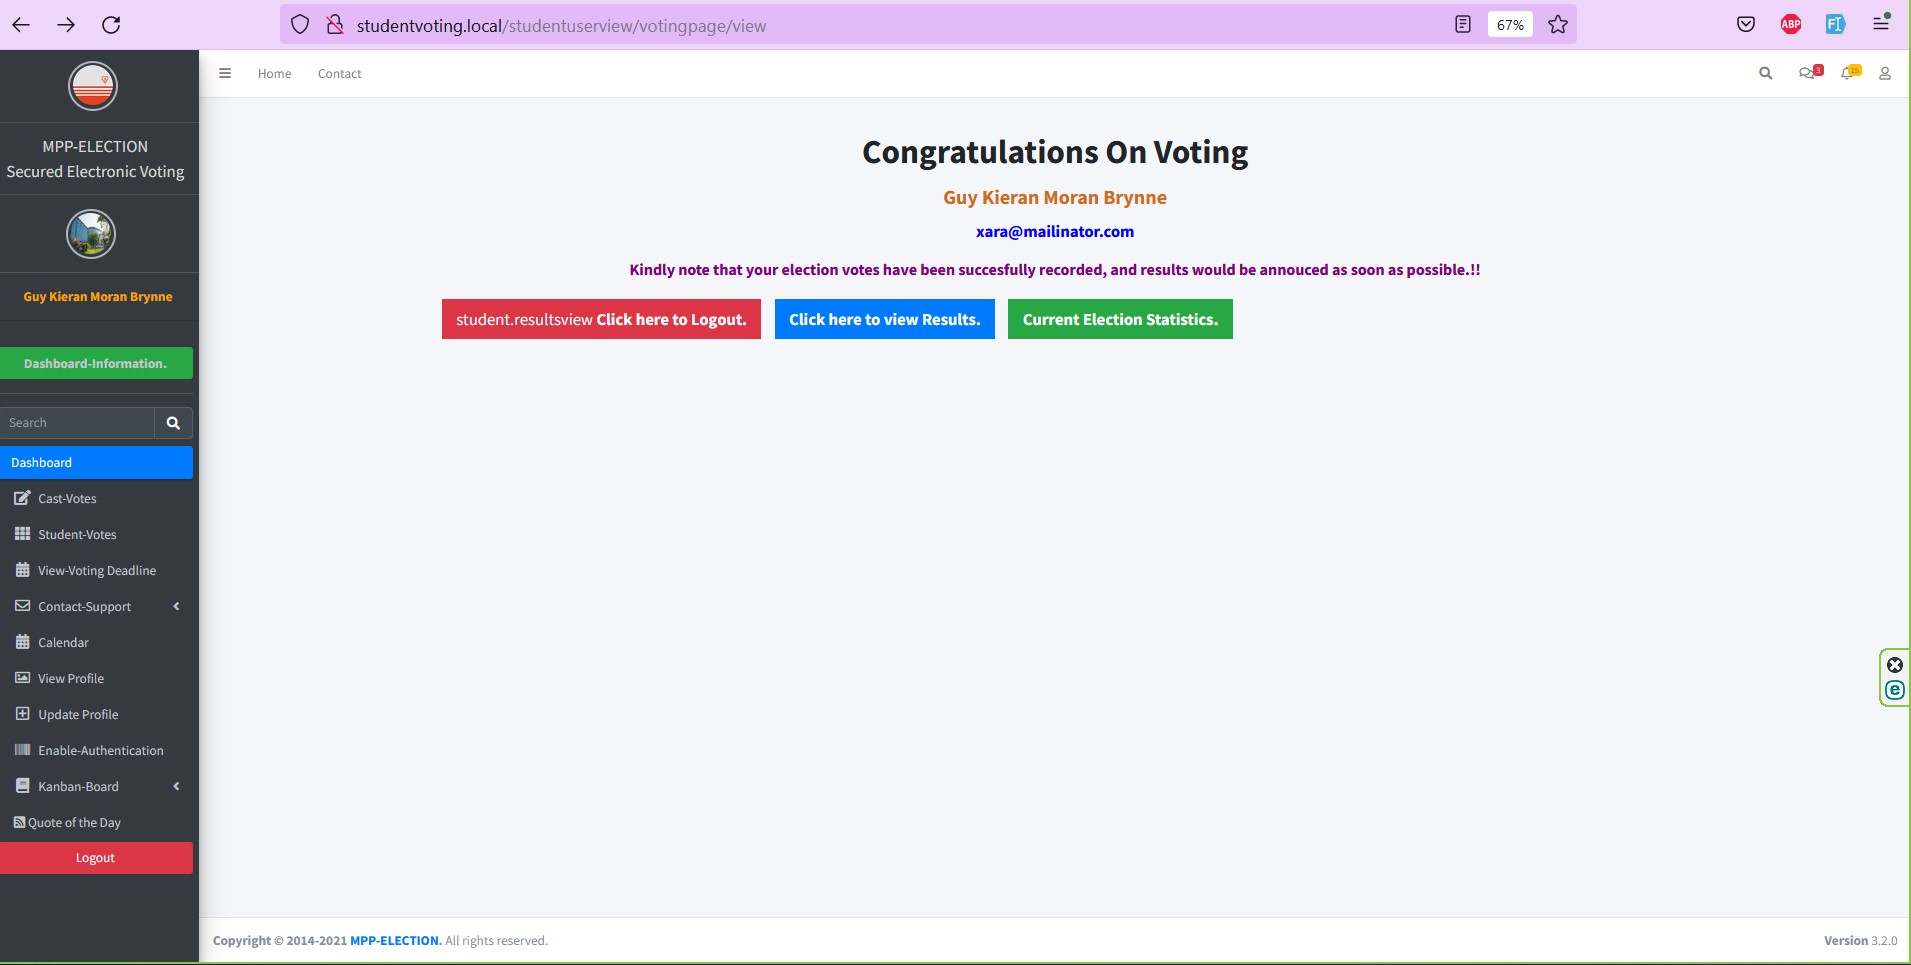 studentvoting.local/studentuserview/votingpage/view
67%
ABP
MPP-ELECTION
Secured Electronic Voting
Guy Kieran Moran Brynne
Dashboard-Information.
Search
Dashboard
Cast-Votes
Student-Votes
View-Voting Deadline
Contact-Support
Calendar
View Profile
Update Profile
Enable-Authentication
Kanban-Board
Quote of the Day
Logout
Home Contact
3 15
Congratulations On Voting
Guy Kieran Moran Brynne
xara@mailinator.com
Kindly note that your election votes have been succesfully recorded, and results would be annouced as soon as possible.!!
student.resultsview Click here to Logout. Click here to view Results. Current Election Statistics.
Copyright © 2014-2021 MPP-ELECTION. All rights reserved. Version 3.2.0